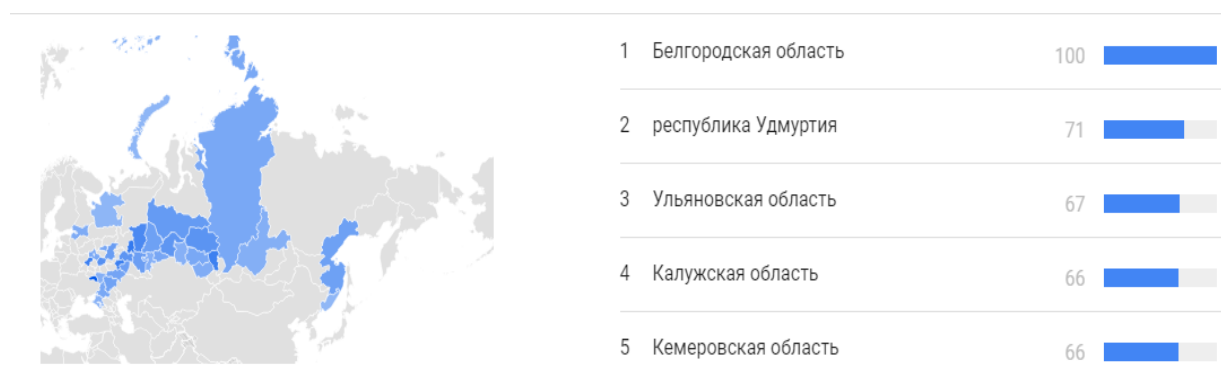 1 Белгородская область 100
2 республика Удмуртия 71
3 Ульяновская область 67
4 Калужская область 66
5 Кемеровская область 66